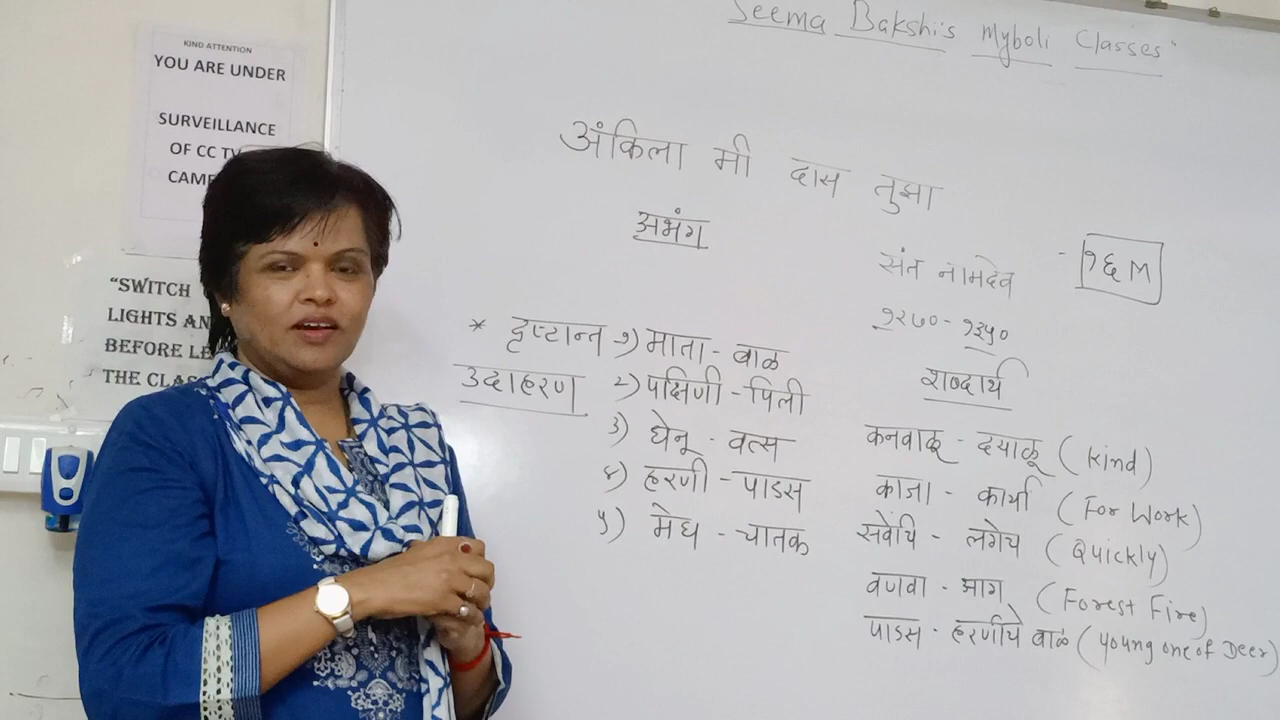 KIND ATTENTION
YOU ARE UNDER
SURVEILLANCE
OF CC TV
CAME
"SWITCH
LIGHTS AN
BEFORE LE
THE CLAS
Seema Bakshi's Myboli Classes"
अंकिला मी दास तुझा
अभंग
संत नामदेव - १६ M
१२७० - १३५०
* दृष्टान्त
उदाहरण
१) माता - बाळ
२) पक्षिणी - पिली
३) धेनू - वत्स
४) हरणी - पाडस
५) मेघ - चातक
शब्दार्थ
कनवाळू - दयाळू (kind)
काजा - कार्या (For Work)
सवेंचि - लगेच (Quickly)
वणवा - आग (Forest Fire)
पाडस - हरणीचे बाळ (young one of Deer)